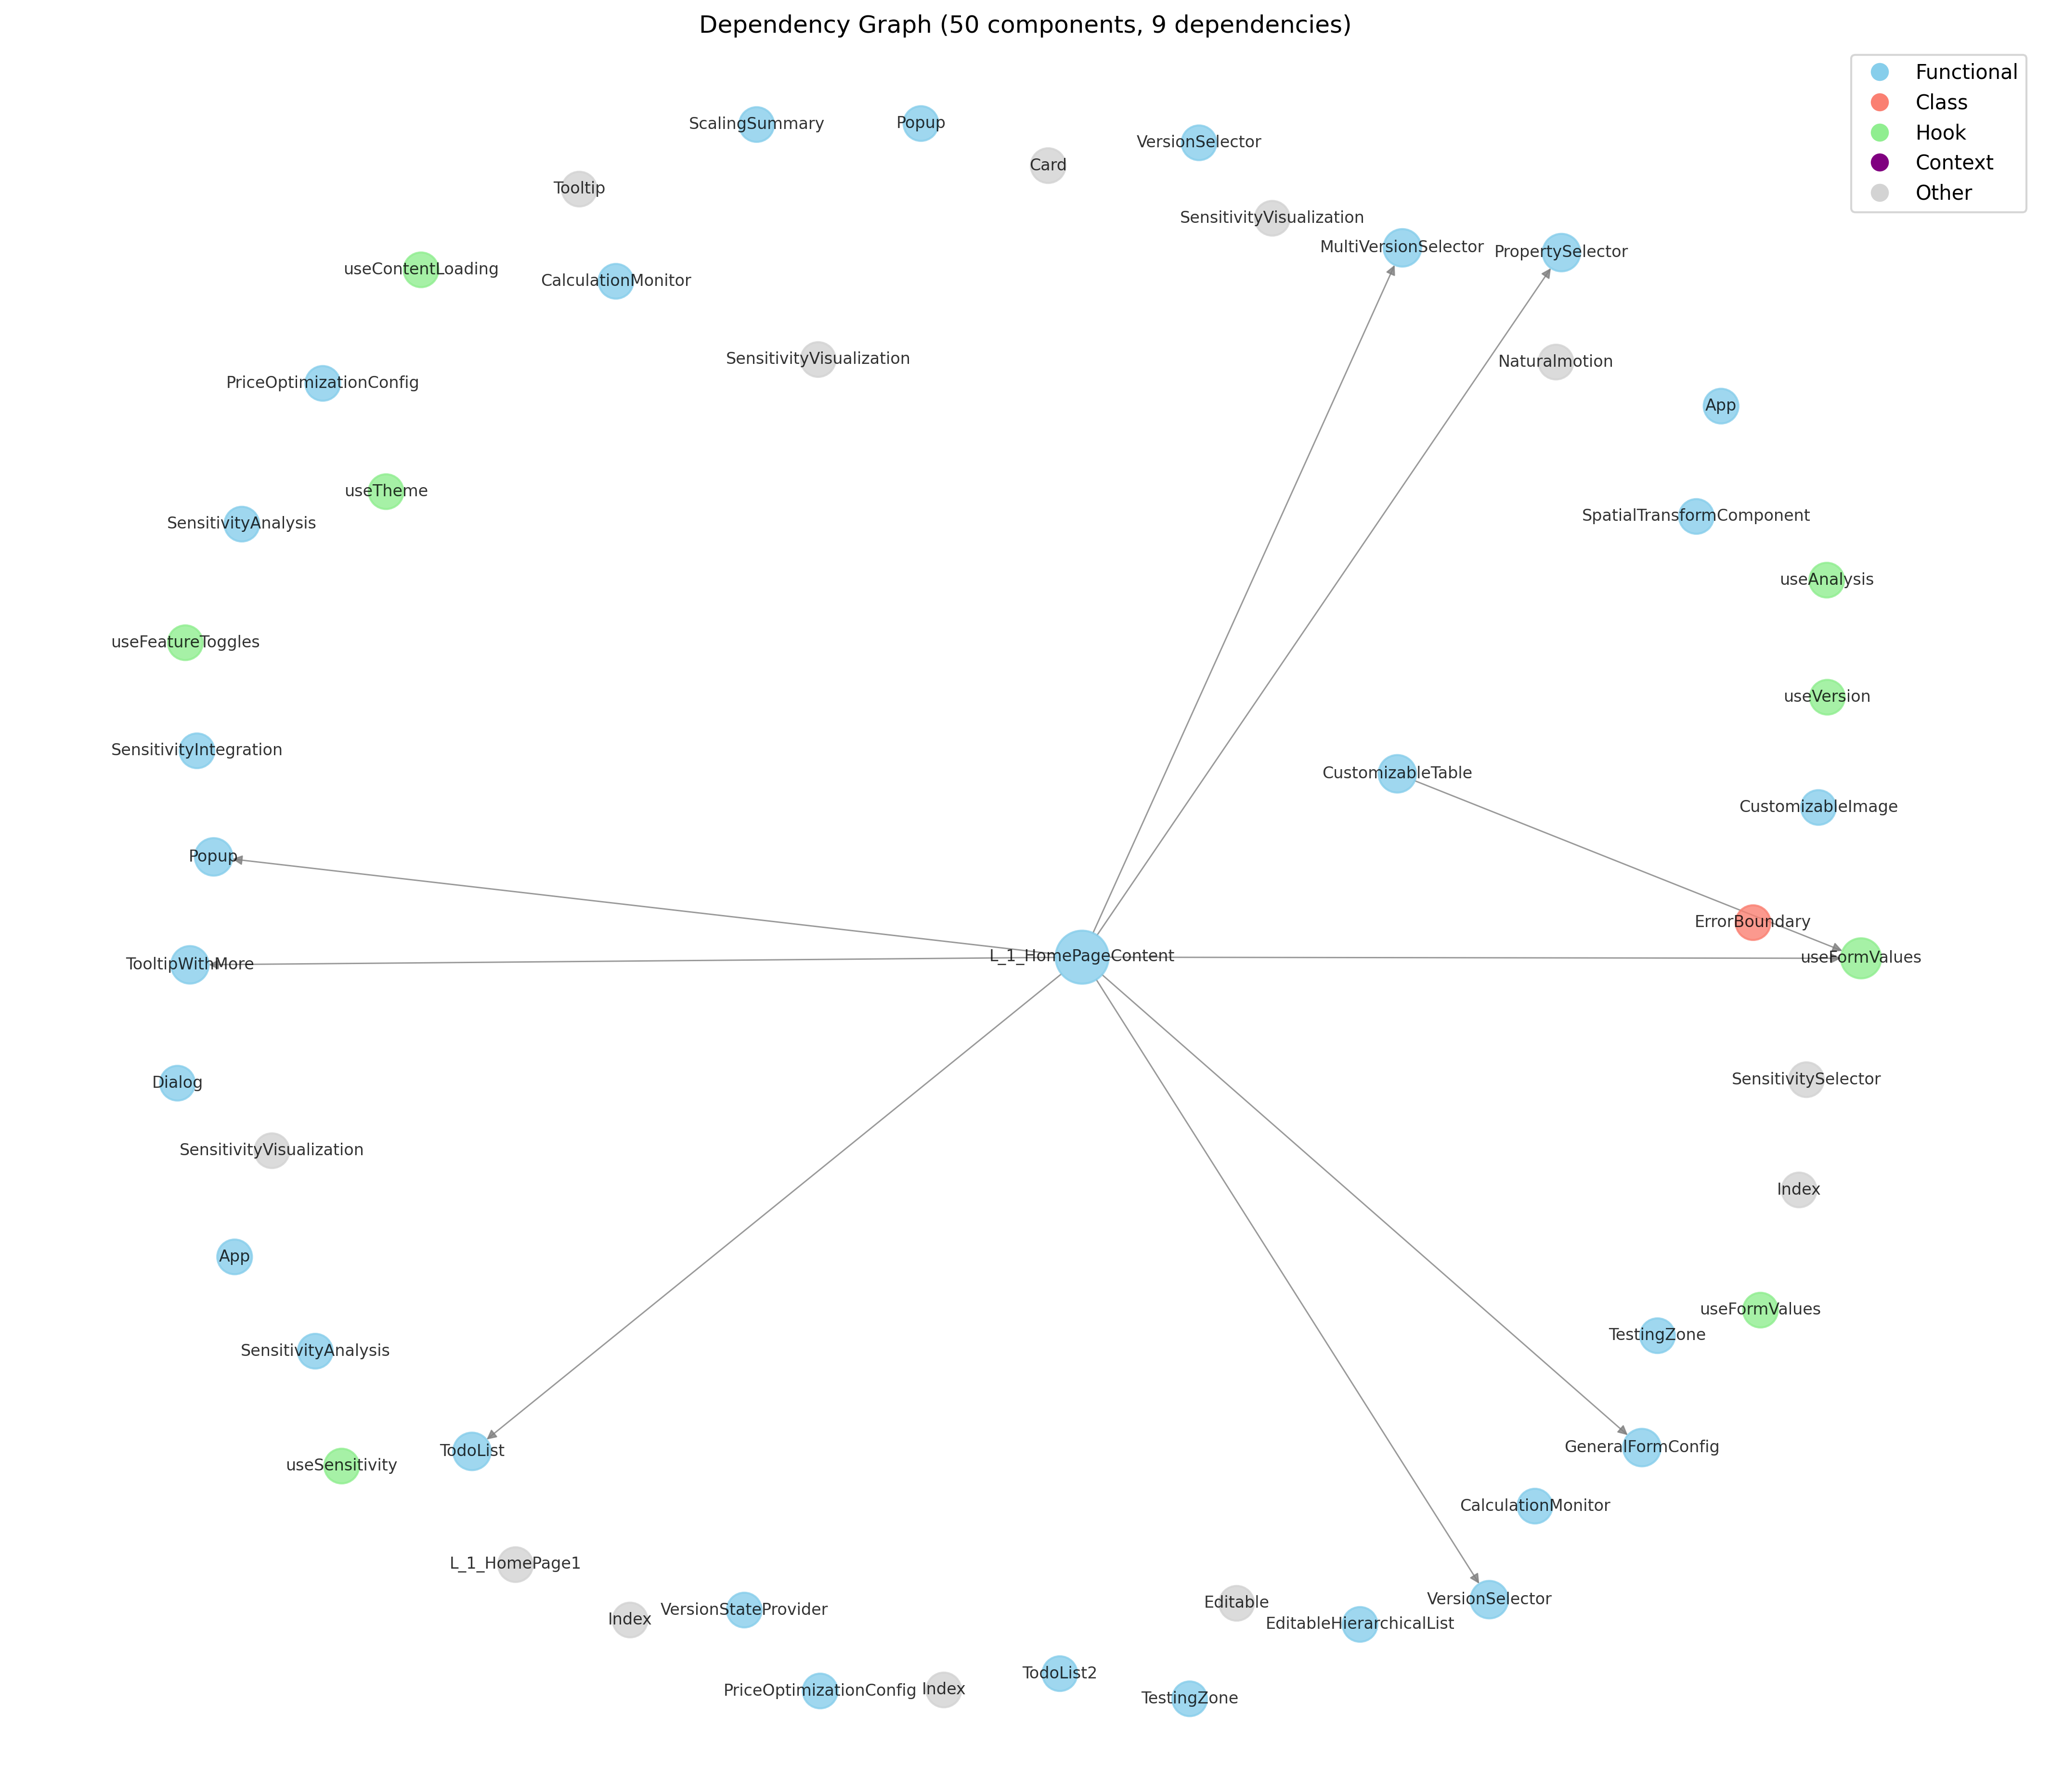 Dependency Graph (50 components, 9 dependencies)
Functional
Class
Hook
Context
Other
ScalingSummary
Popup
VersionSelector
Card
Tooltip
SensitivityVisualization
MultiVersionSelector
PropertySelector
useContentLoading
CalculationMonitor
SensitivityVisualization
Naturalmotion
PriceOptimizationConfig
App
useTheme
SensitivityAnalysis
SpatialTransformComponent
useAnalysis
useFeatureToggles
useVersion
SensitivityIntegration
CustomizableTable
CustomizableImage
Popup
ErrorBoundary
TooltipWithMore
L_1_HomePageContent
useFormValues
Dialog
SensitivitySelector
SensitivityVisualization
Index
App
useFormValues
TestingZone
SensitivityAnalysis
TodoList
GeneralFormConfig
useSensitivity
CalculationMonitor
L_1_HomePage1
VersionSelector
Index
VersionStateProvider
Editable
EditableHierarchicalList
TodoList2
PriceOptimizationConfig
Index
TestingZone